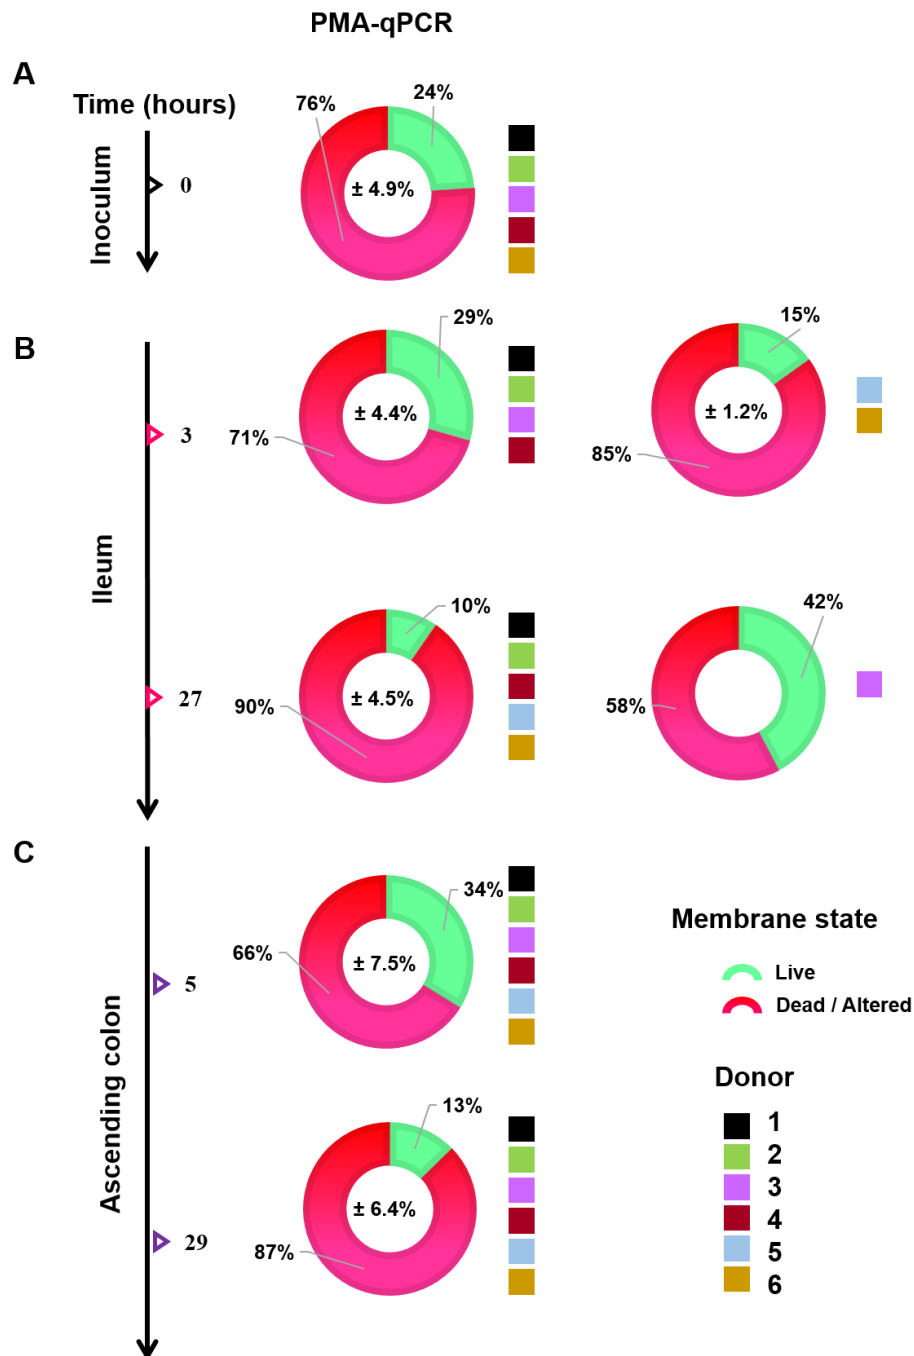 PMA-qPCR
A
Time (hours)
Inoculum
0
76%
24%
± 4.9%
B
Ileum
3
29%
71%
± 4.4%
15%
85%
± 1.2%
27
10%
90%
± 4.5%
42%
58%
C
Ascending colon
5
34%
66%
± 7.5%
29
13%
87%
± 6.4%
Membrane state
Live
Dead / Altered
Donor
1
2
3
4
5
6